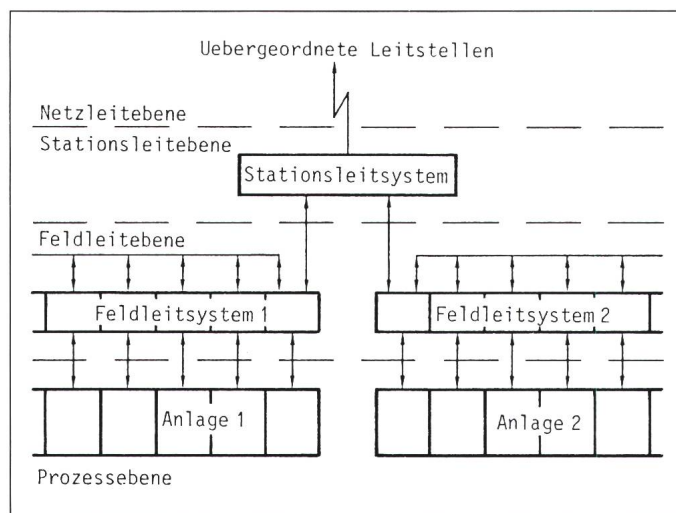 Uebergeordnete Leitstellen
Netzleitebene
Stationsleitebene
Stationsleitsystem
Feldleitebene
Feldleitsystem 1
Feldleitsystem 2
Anlage 1
Anlage 2
Prozessebene